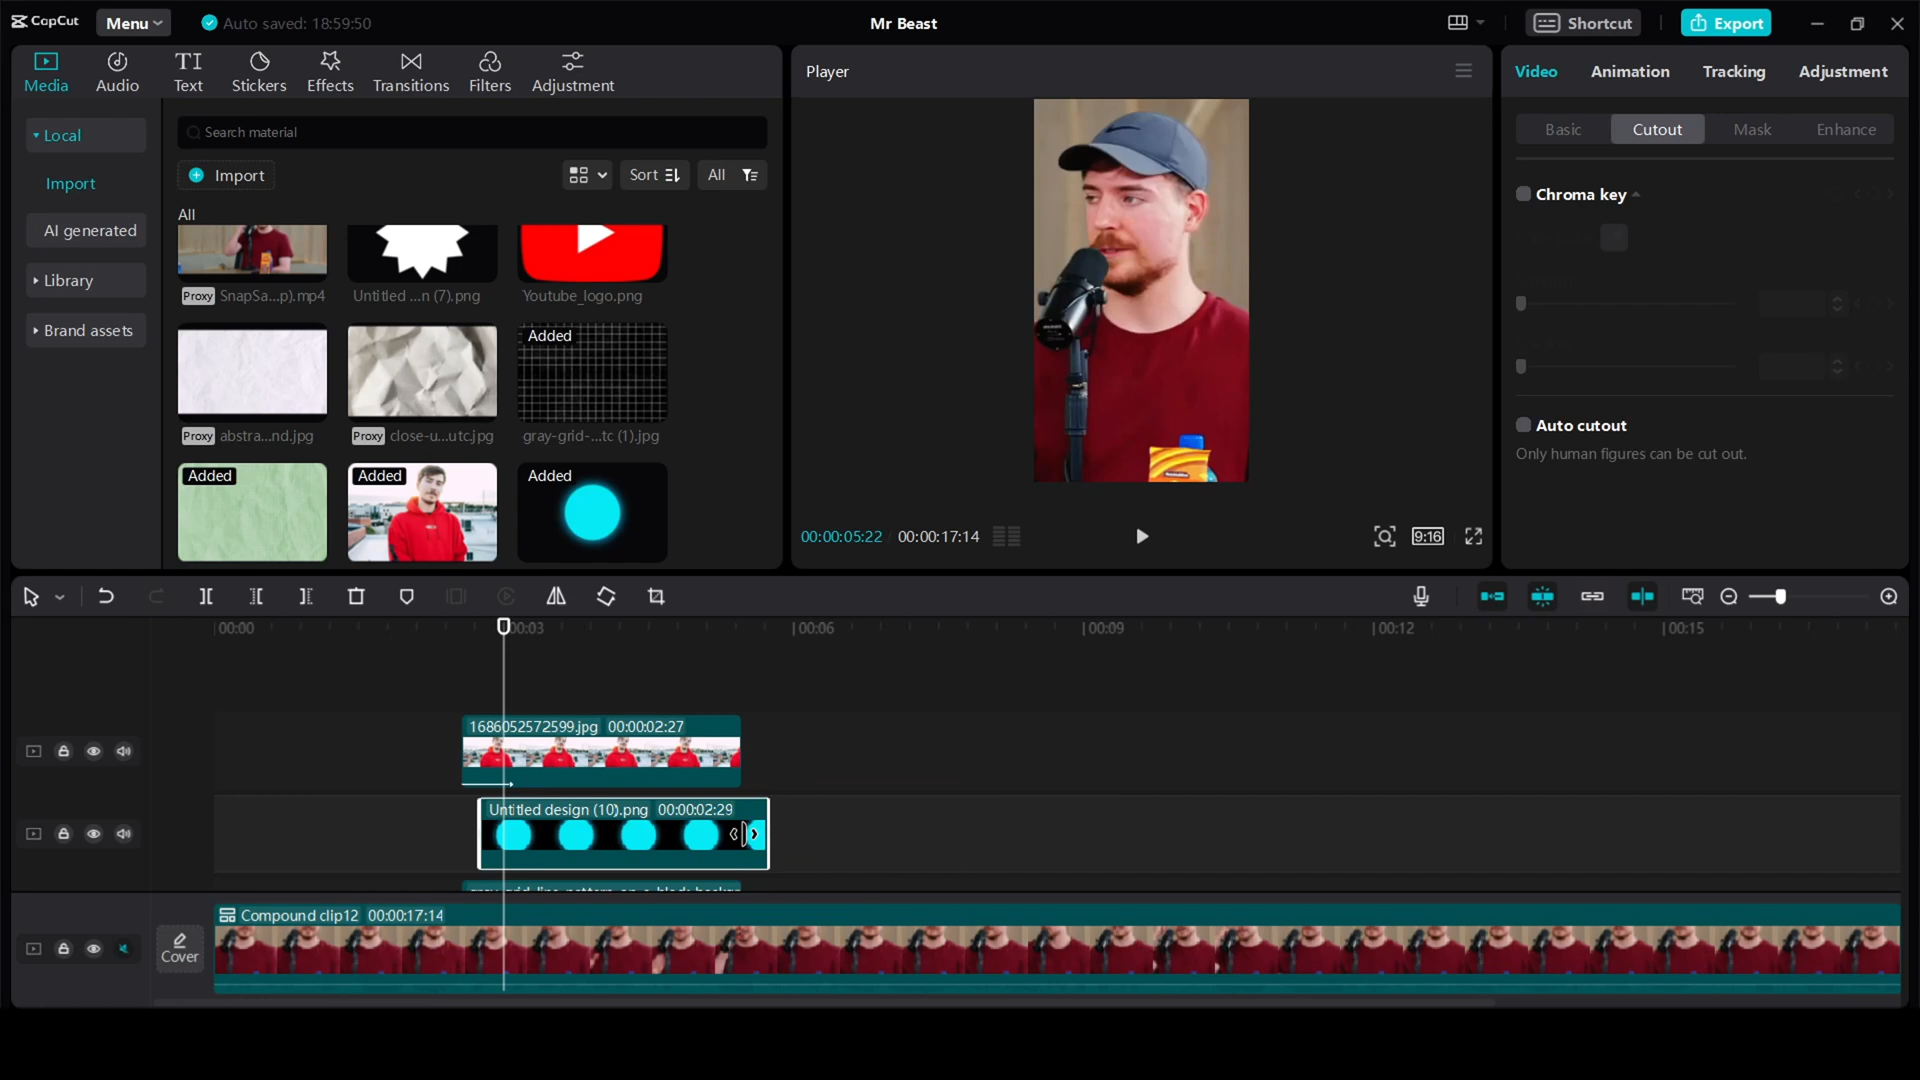 CapCut
Menu
Auto saved: 18:59:50
Mr Beast
Shortcut
Export
Media
Audio
Text
Stickers
Effects
Transitions
Filters
Adjustment
Local
Import
AI generated
Library
Brand assets
Search material
Import
Sort
All
All
Proxy SnapSa...p).mp4
Untitled ...n (7).png
Youtube_logo.png
Added
Proxy abstra...nd.jpg
Proxy close-u...utc.jpg
gray-grid-...tc (1).jpg
Added
Added
Added
Player
00:00:05:22 / 00:00:17:14
9:16
Video
Animation
Tracking
Adjustment
Basic
Cutout
Mask
Enhance
Chroma key
Auto cutout
Only human figures can be cut out.
00:00
00:03
00:06
00:09
00:12
00:15
1686052572599.jpg 00:00:02:27
Untitled design (10).png 00:00:02:29
Cover
Compound clip12 00:00:17:14